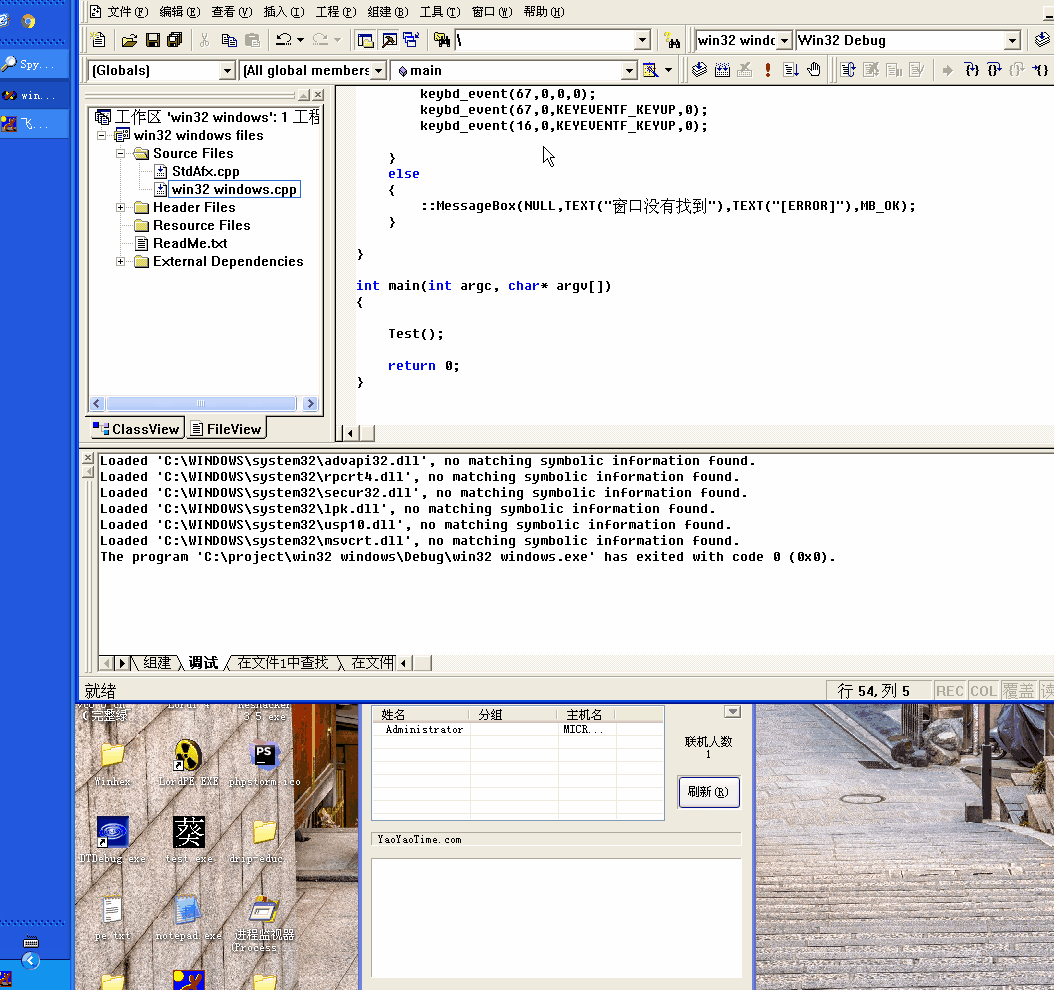 文件(F) 编辑(E) 查看(V) 插入(I) 工程(P) 组建(B) 工具(T) 窗口(W) 帮助(H)
\ win32 windc Win32 Debug
Spy...
(Globals) (All global members main
win...
飞...
工作区 'win32 windows': 1 工程
win32 windows files
Source Files
StdAfx.cpp
win32 windows.cpp
Header Files
Resource Files
ReadMe.txt
External Dependencies
ClassView FileView
keybd_event(67,0,0,0);
keybd_event(67,0,KEYEVENTF_KEYUP,0);
keybd_event(16,0,KEYEVENTF_KEYUP,0);
}
else
{
::MessageBox(NULL,TEXT("窗口没有找到"),TEXT("[ERROR]"),MB_OK);
}
}
int main(int argc, char* argv[])
{
Test();
return 0;
}
Loaded 'C:\WINDOWS\system32\advapi32.dll', no matching symbolic information found.
Loaded 'C:\WINDOWS\system32\rpcrt4.dll', no matching symbolic information found.
Loaded 'C:\WINDOWS\system32\secur32.dll', no matching symbolic information found.
Loaded 'C:\WINDOWS\system32\lpk.dll', no matching symbolic information found.
Loaded 'C:\WINDOWS\system32\usp10.dll', no matching symbolic information found.
Loaded 'C:\WINDOWS\system32\msvcrt.dll', no matching symbolic information found.
The program 'C:\project\win32 windows\Debug\win32 windows.exe' has exited with code 0 (0x0).
组建 调试 在文件1中查找 在文件
就绪 行 54, 列 5 REC COL 覆盖 读
完整绿 3 5.exe
Winhex LordPE.EXE phpstorm.ico
PS
葵
DTDebug.exe test.exe drip-educ...
pe.txt notepad.exe 进程监视器
(Process...
姓名 分组 主机名
Administrator MICR...
联机人数
1
刷新(R)
YaoYaoTime.com